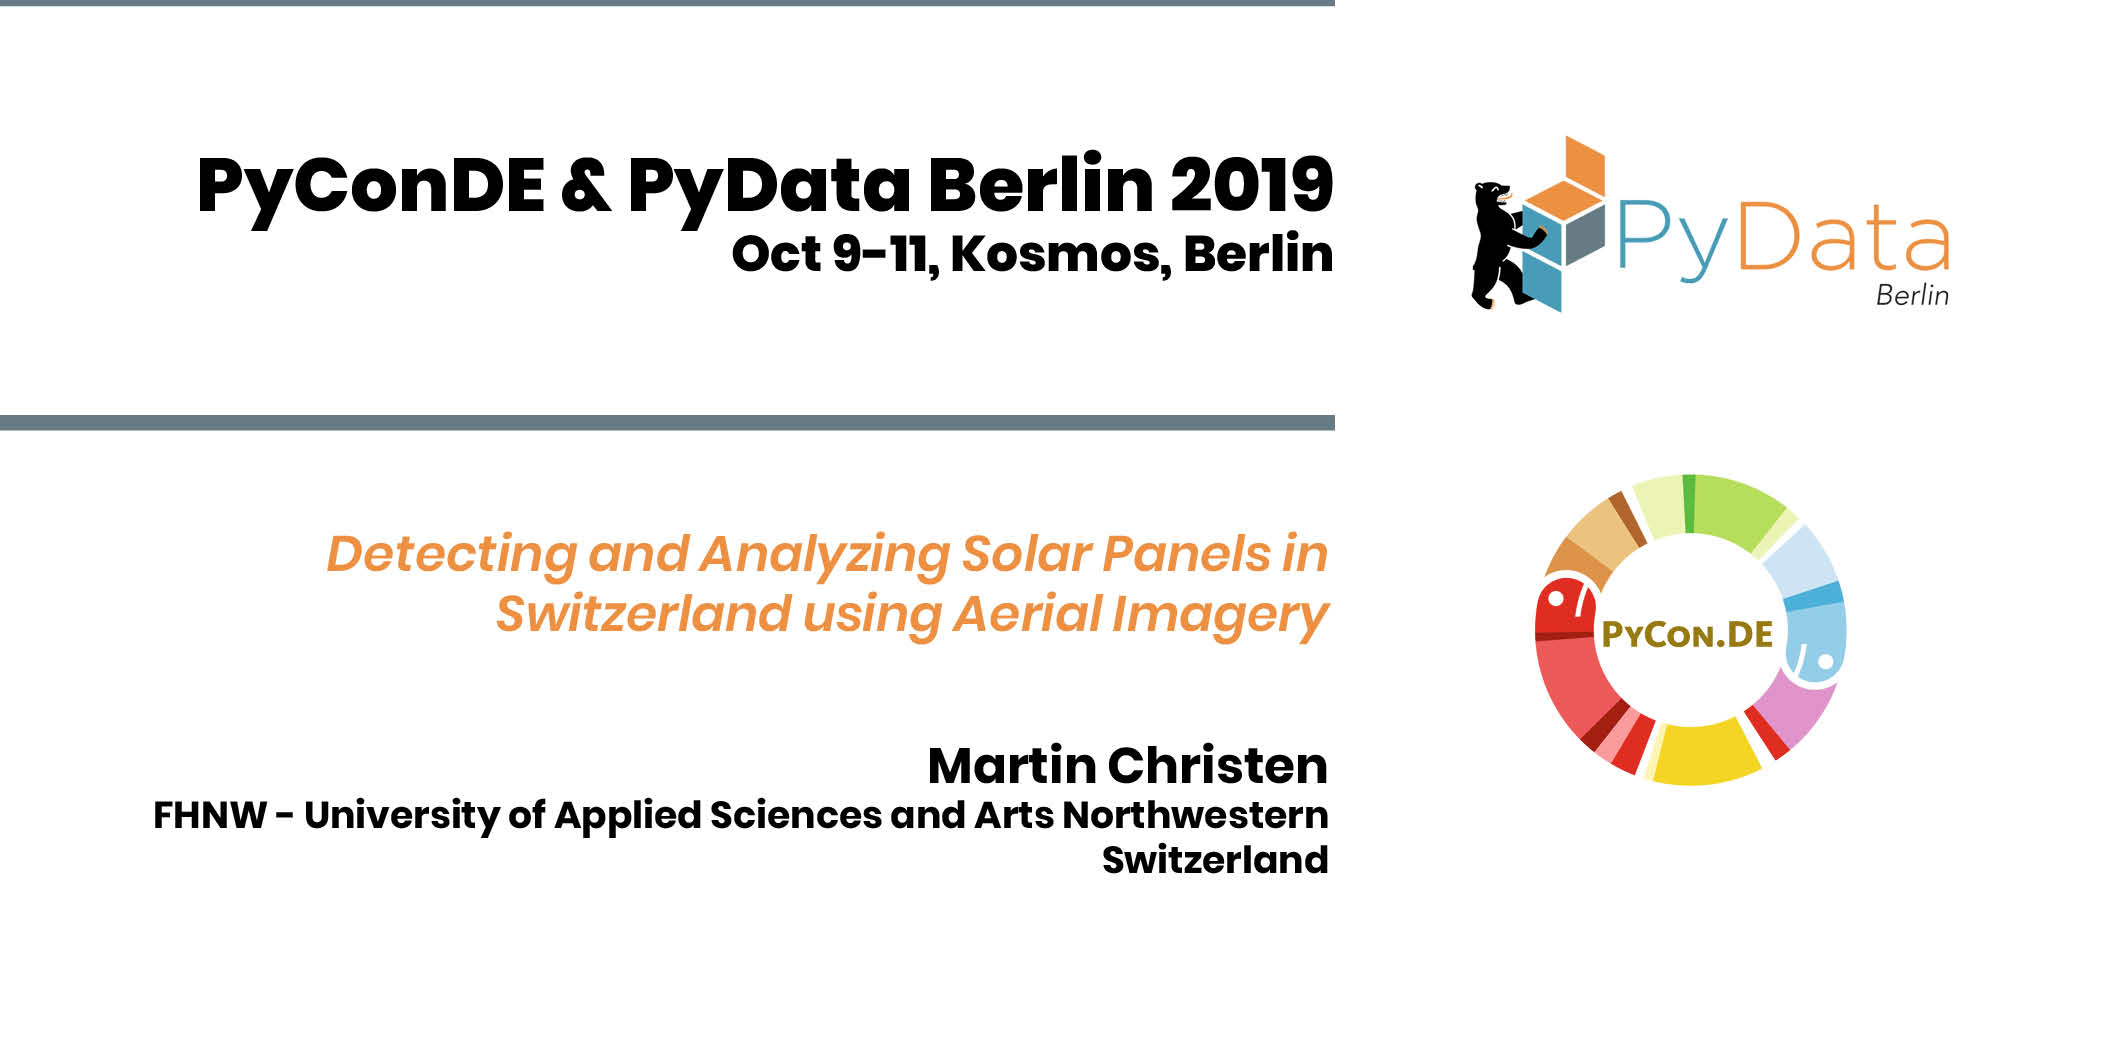 PyConDE & PyData Berlin 2019
Oct 9-11, Kosmos, Berlin
PyData
Berlin
Detecting and Analyzing Solar Panels in
Switzerland using Aerial Imagery
PyCon.DE
Martin Christen
FHNW - University of Applied Sciences and Arts Northwestern
Switzerland